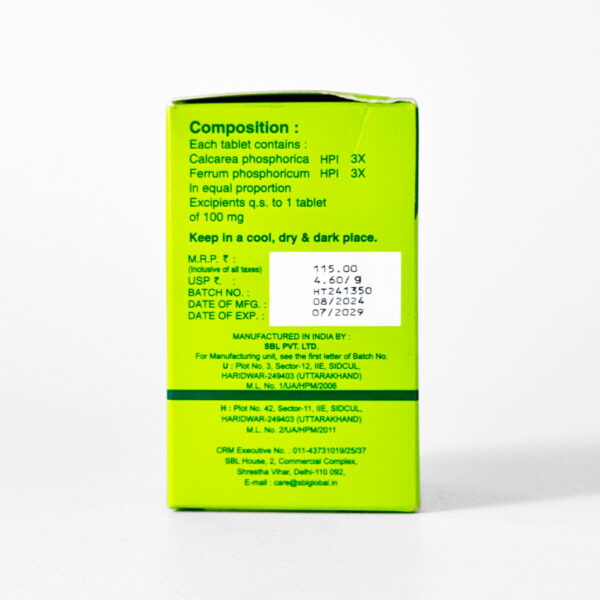 Composition :
Each tablet contains :
Calcarea phosphorica HPI 3X
Ferrum phosphoricum HPI 3X
In equal proportion
Excipients q.s. to 1 tablet
of 100 mg
Keep in a cool, dry & dark place.
M.R.P. ₹ : 115.00
(Inclusive of all taxes)
USP ₹. : 4.60/g
BATCH NO. : HT241350
DATE OF MFG. : 08/2024
DATE OF EXP. : 07/2029
MANUFACTURED IN INDIA BY :
SBL PVT. LTD.
For Manufacturing unit, see the first letter of Batch No.
U : Plot No. 3, Sector-12, IIE, SIDCUL,
HARIDWAR-249403 (UTTARAKHAND)
M.L. No. 1/UA/HPM/2006
H : Plot No. 42, Sector-11, IIE, SIDCUL,
HARIDWAR-249403 (UTTARAKHAND)
M.L. No. 2/UA/HPM/2011
CRM Executive No. : 011-43731019/25/37
SBL House, 2, Commercial Complex,
Shrestha Vihar, Delhi-110 092,
E-mail : care@sblglobal.in